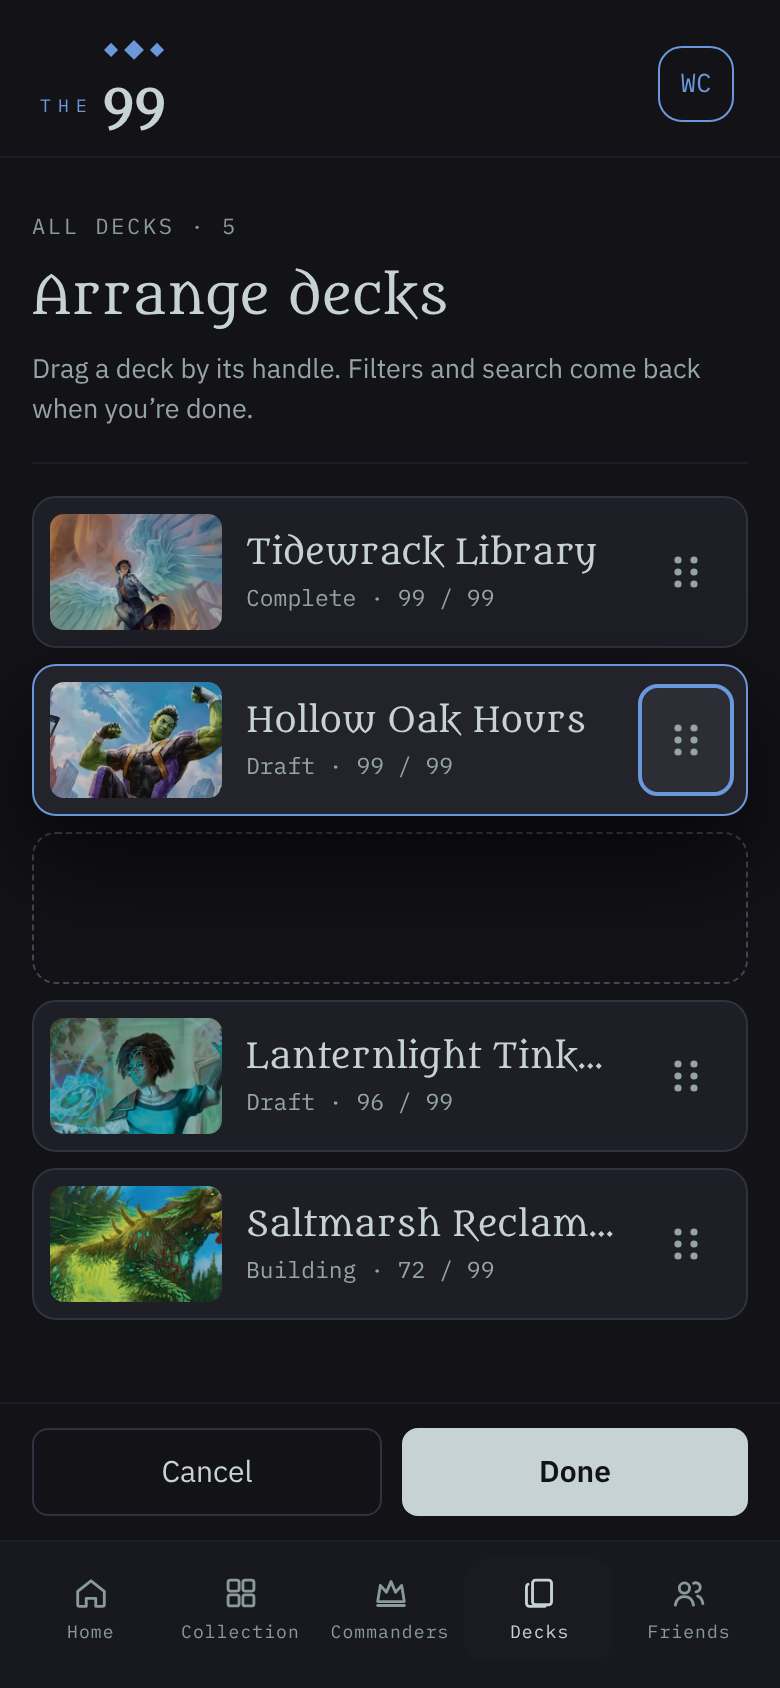 THE 99
WC
ALL DECKS · 5
Arrange decks
Drag a deck by its handle. Filters and search come back
when you’re done.
Tidewrack Library
Complete · 99 / 99
Hollow Oak Hours
Draft · 99 / 99
Lanternlight Tink...
Draft · 96 / 99
Saltmarsh Reclam...
Building · 72 / 99
Cancel
Done
Home
Collection
Commanders
Decks
Friends